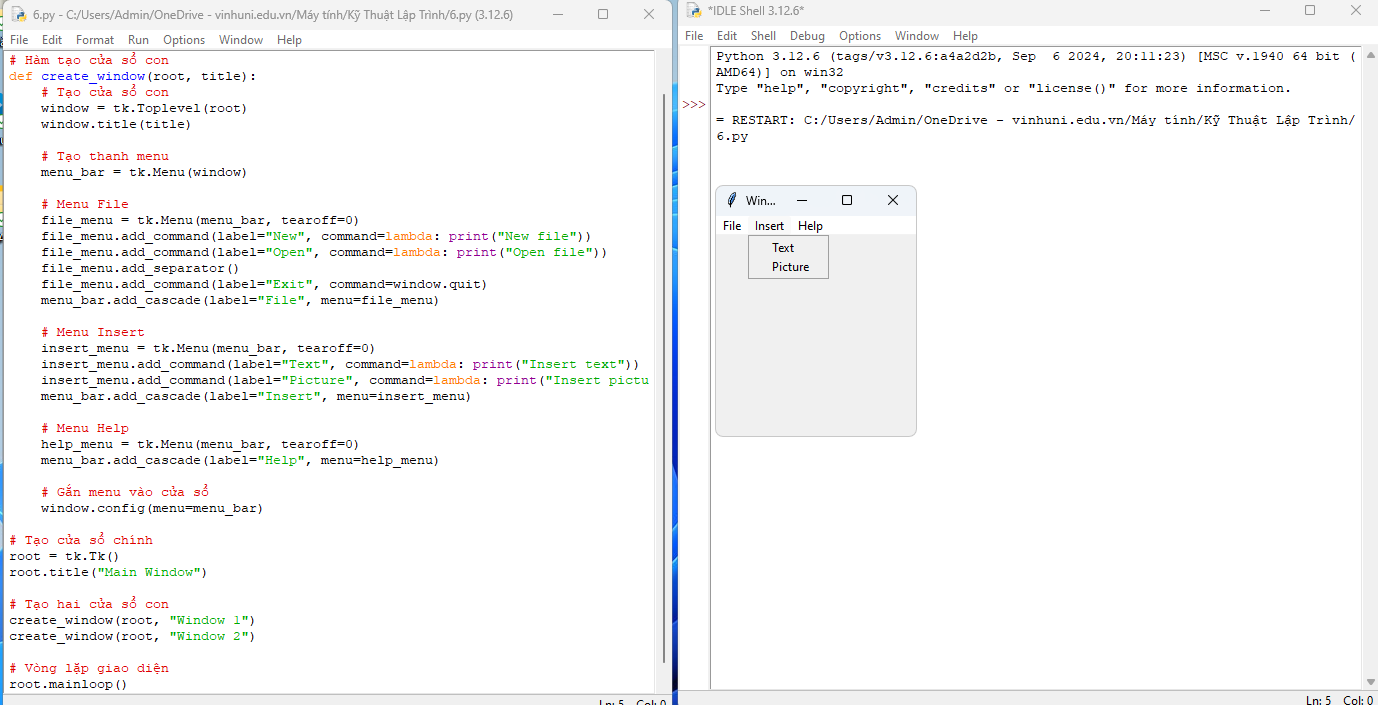 6.py - C:/Users/Admin/OneDrive - vinhuni.edu.vn/Máy tính/Kỹ Thuật Lập Trình/6.py (3.12.6)
File Edit Format Run Options Window Help
# Hàm tạo cửa sổ con
def create_window(root, title):
    # Tạo cửa sổ con
    window = tk.Toplevel(root)
    window.title(title)
    # Tạo thanh menu
    menu_bar = tk.Menu(window)
    # Menu File
    file_menu = tk.Menu(menu_bar, tearoff=0)
    file_menu.add_command(label="New", command=lambda: print("New file"))
    file_menu.add_command(label="Open", command=lambda: print("Open file"))
    file_menu.add_separator()
    file_menu.add_command(label="Exit", command=window.quit)
    menu_bar.add_cascade(label="File", menu=file_menu)
    # Menu Insert
    insert_menu = tk.Menu(menu_bar, tearoff=0)
    insert_menu.add_command(label="Text", command=lambda: print("Insert text"))
    insert_menu.add_command(label="Picture", command=lambda: print("Insert pictu
    menu_bar.add_cascade(label="Insert", menu=insert_menu)
    # Menu Help
    help_menu = tk.Menu(menu_bar, tearoff=0)
    menu_bar.add_cascade(label="Help", menu=help_menu)
    # Gắn menu vào cửa sổ
    window.config(menu=menu_bar)
# Tạo cửa sổ chính
root = tk.Tk()
root.title("Main Window")
# Tạo hai cửa sổ con
create_window(root, "Window 1")
create_window(root, "Window 2")
# Vòng lặp giao diện
root.mainloop()
Ln: 5 Col: 0
*IDLE Shell 3.12.6*
File Edit Shell Debug Options Window Help
Python 3.12.6 (tags/v3.12.6:a4a2d2b, Sep  6 2024, 20:11:23) [MSC v.1940 64 bit (
AMD64)] on win32
Type "help", "copyright", "credits" or "license()" for more information.
>>>
= RESTART: C:/Users/Admin/OneDrive - vinhuni.edu.vn/Máy tính/Kỹ Thuật Lập Trình/
6.py
Win...
File Insert Help
Text
Picture
Ln: 5 Col: 0